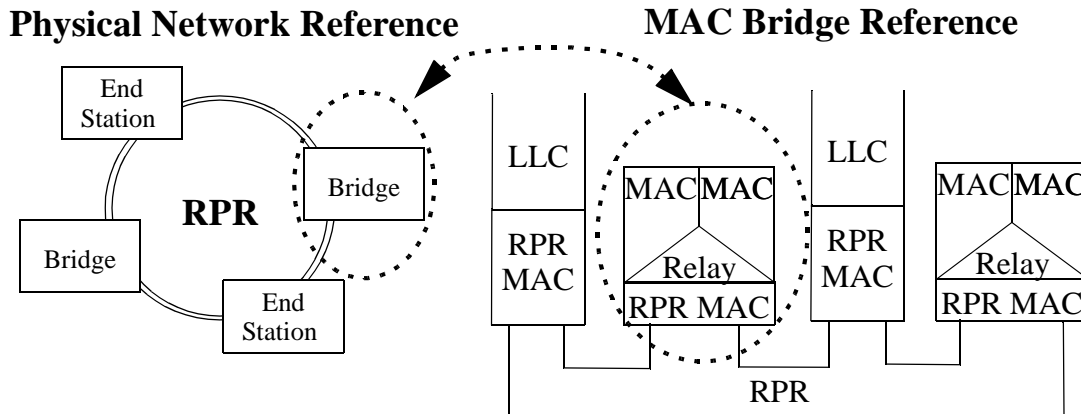 Physical Network Reference
MAC Bridge Reference
End
Station
Bridge
RPR
Bridge
End
Station
LLC
RPR
MAC
MAC MAC
Relay
RPR MAC
LLC
RPR
MAC
MAC MAC
Relay
RPR MAC
RPR